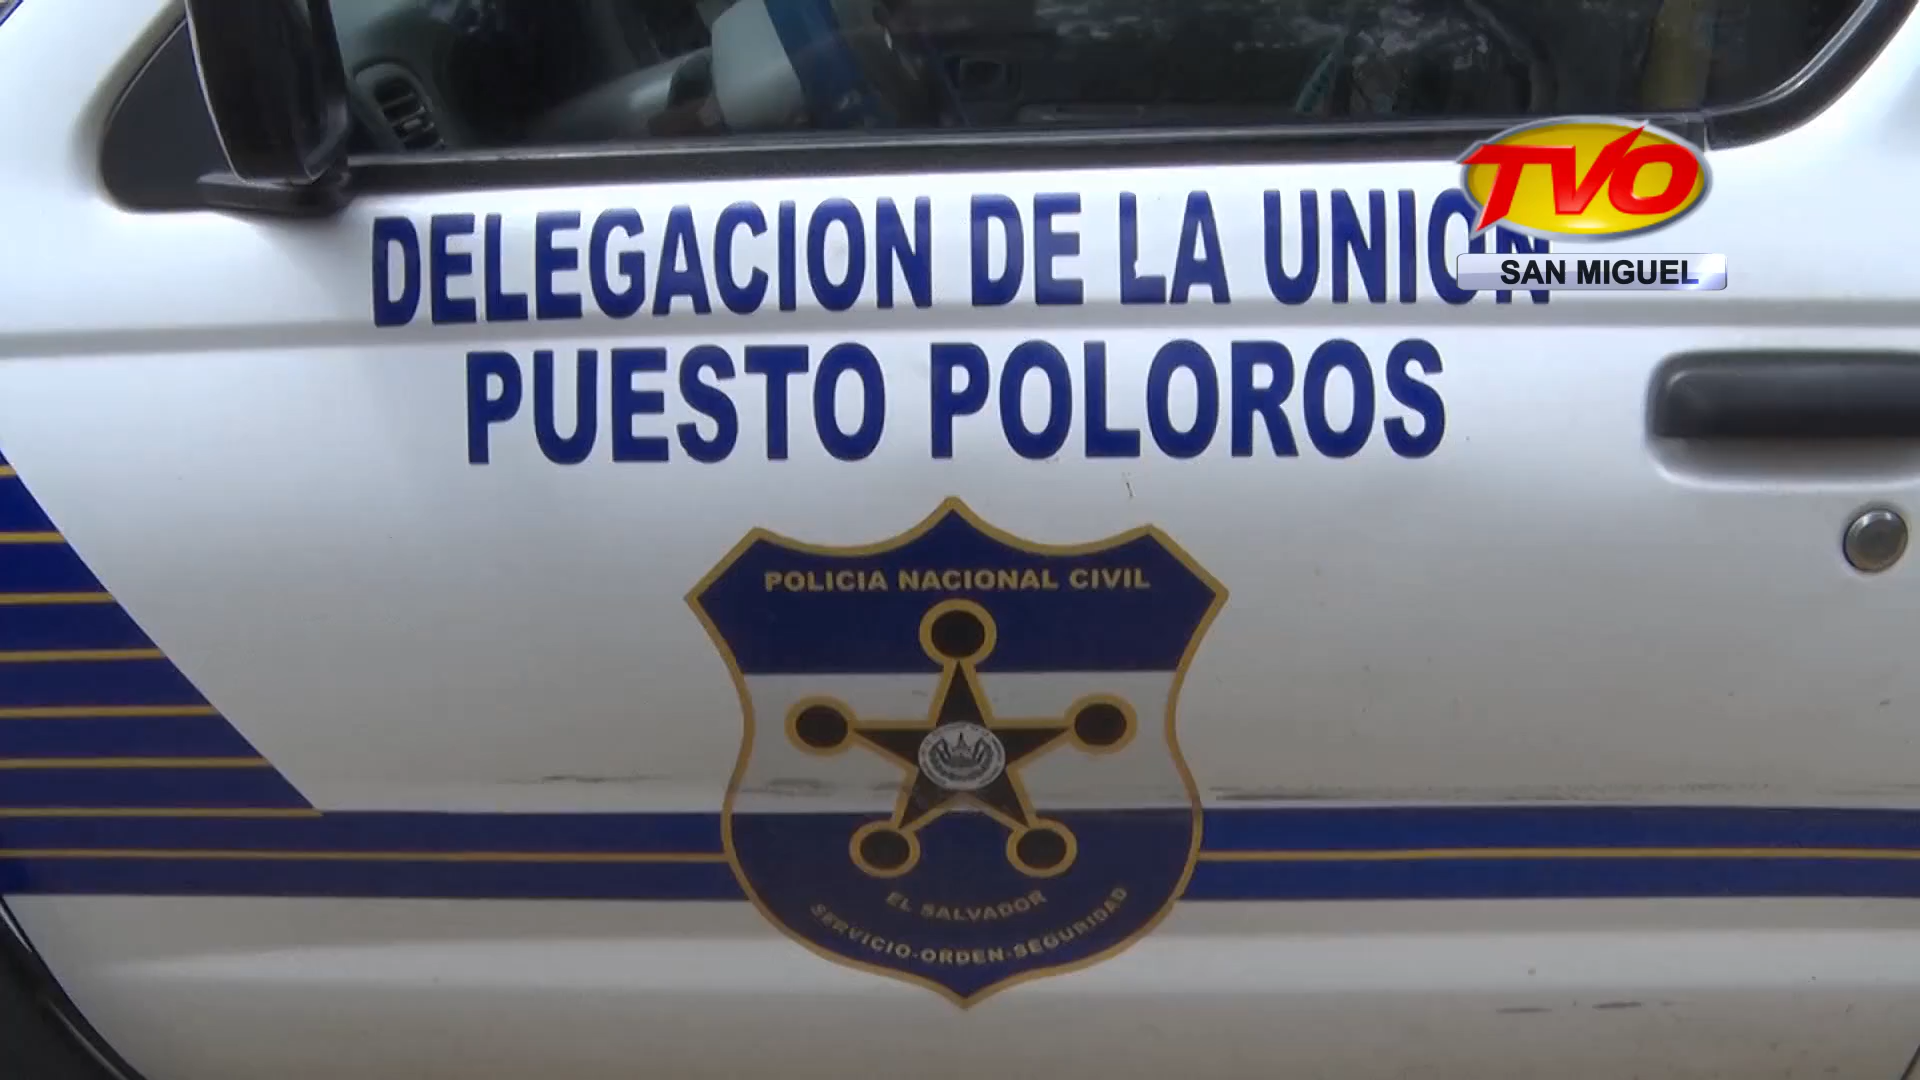 DELEGACION DE LA UNION
TVO
SAN MIGUEL
PUESTO POLOROS
POLICIA NACIONAL CIVIL
EL SALVADOR
SERVICIO-ORDEN-SEGURIDAD